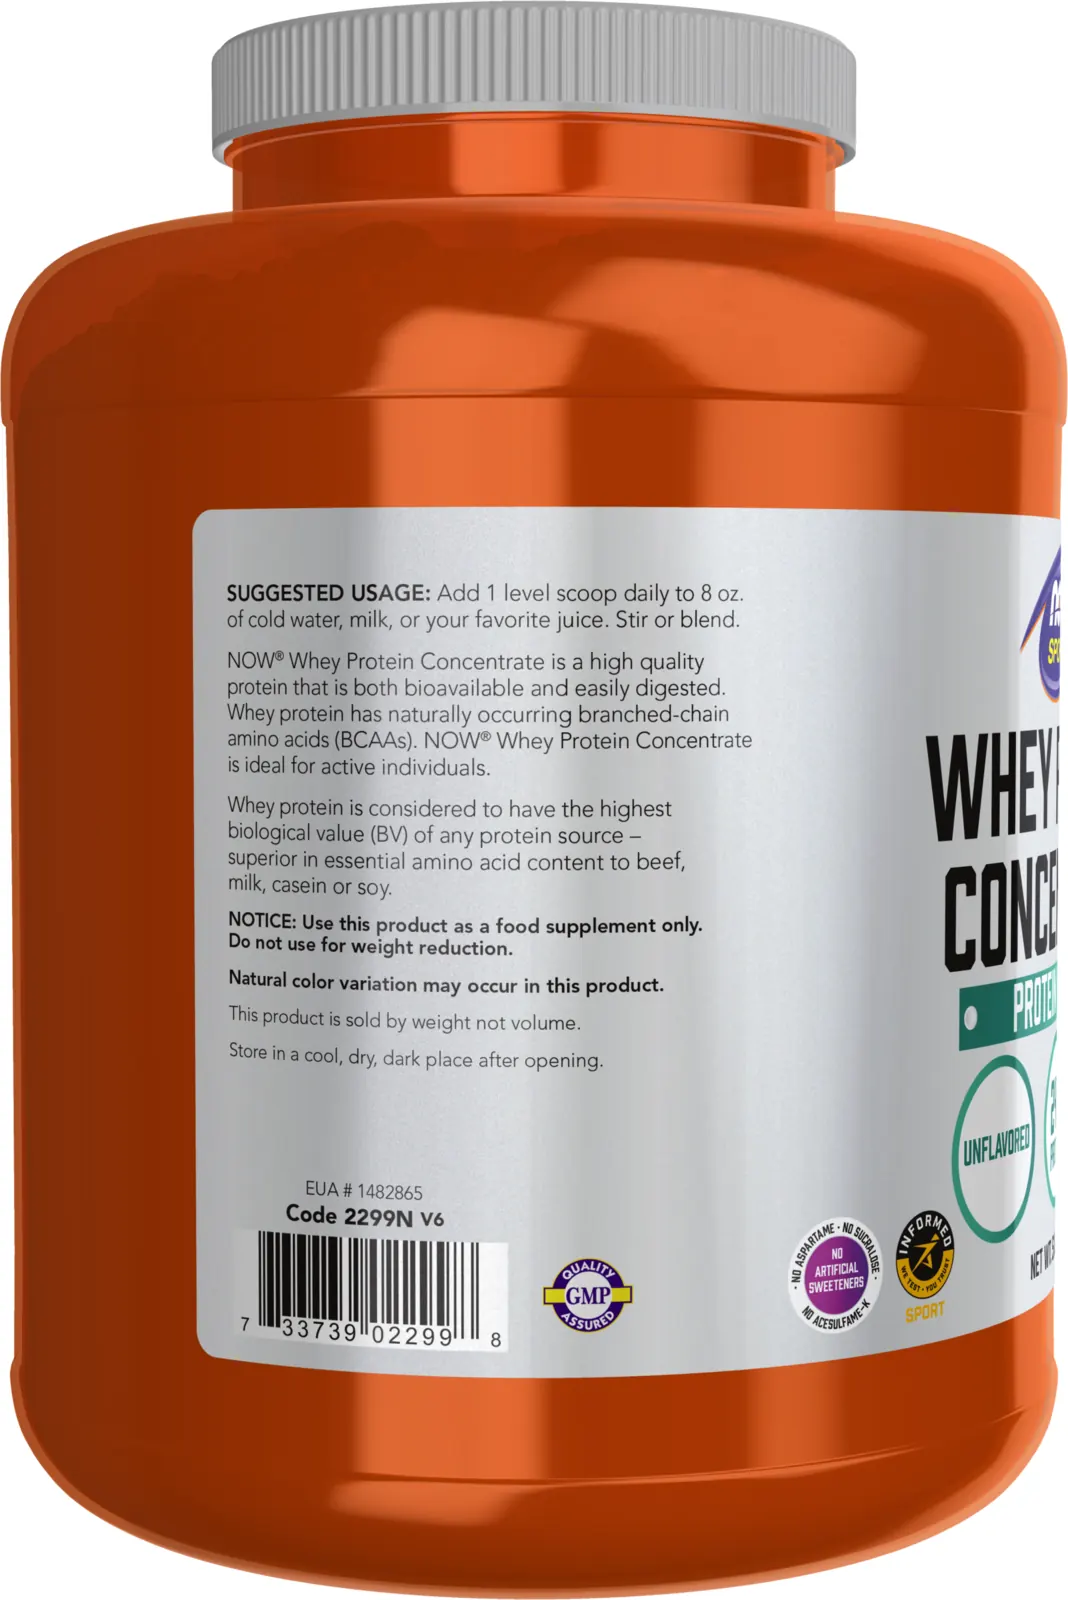 SUGGESTED USAGE: Add 1 level scoop daily to 8 oz.
of cold water, milk, or your favorite juice. Stir or blend.
NOW® Whey Protein Concentrate is a high quality
protein that is both bioavailable and easily digested.
Whey protein has naturally occurring branched-chain
amino acids (BCAAs). NOW® Whey Protein Concentrate
is ideal for active individuals.
Whey protein is considered to have the highest
biological value (BV) of any protein source –
superior in essential amino acid content to beef,
milk, casein or soy.
NOTICE: Use this product as a food supplement only.
Do not use for weight reduction.
Natural color variation may occur in this product.
This product is sold by weight not volume.
Store in a cool, dry, dark place after opening.
EUA # 1482865
Code 2299N V6
7 33739 02299 8
QUALITY
GMP
ASSURED
NO ASPARTAME • NO SUCRALOSE •
NO ACESULFAME-K
NO
ARTIFICIAL
SWEETENERS
INFORMED
WE TEST • YOU TRUST
SPORT
WHEY
PROTEIN
UNFLAVORED
NET WT.